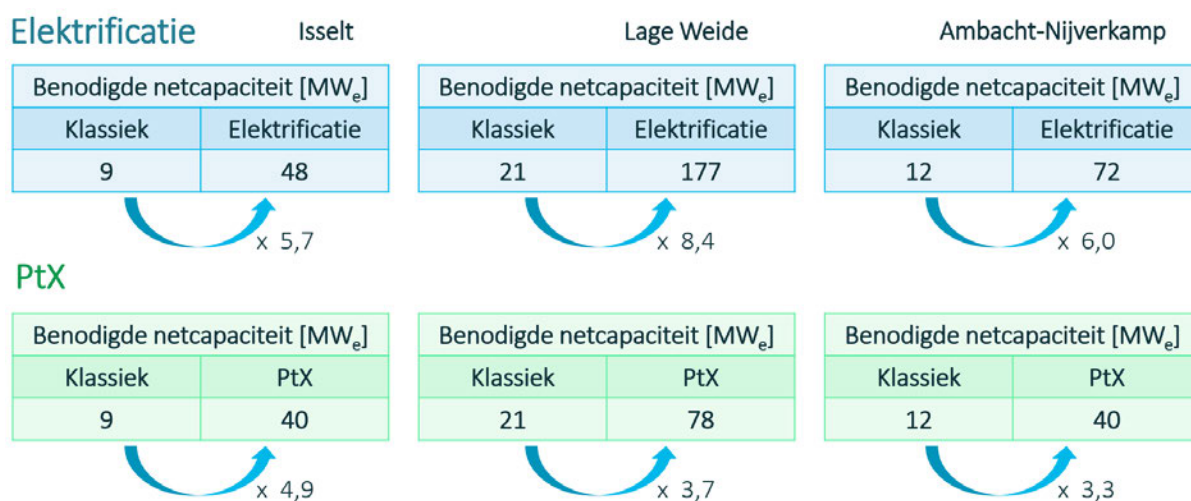 Elektrificatie Isselt Lage Weide Ambacht-Nijverkamp
Benodigde netcapaciteit [MWe] Benodigde netcapaciteit [MWe] Benodigde netcapaciteit [MWe]
Klassiek Elektrificatie Klassiek Elektrificatie Klassiek Elektrificatie
9 48 21 177 12 72
x 5,7 x 8,4 x 6,0
PtX
Benodigde netcapaciteit [MWe] Benodigde netcapaciteit [MWe] Benodigde netcapaciteit [MWe]
Klassiek PtX Klassiek PtX Klassiek PtX
9 40 21 78 12 40
x 4,9 x 3,7 x 3,3